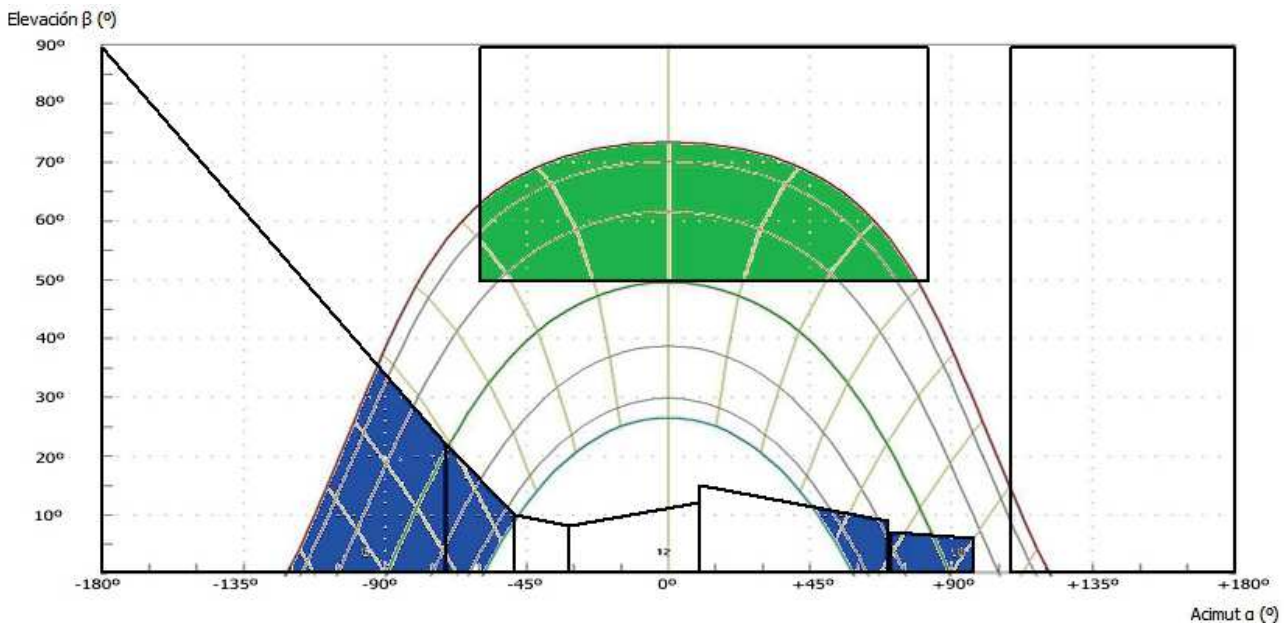 Elevación β (º)
90º
80º
70º
60º
50º
40º
30º
20º
10º
12
-180º -135º -90º -45º 0º +45º +90º +135º +180º
Acimut α (º)